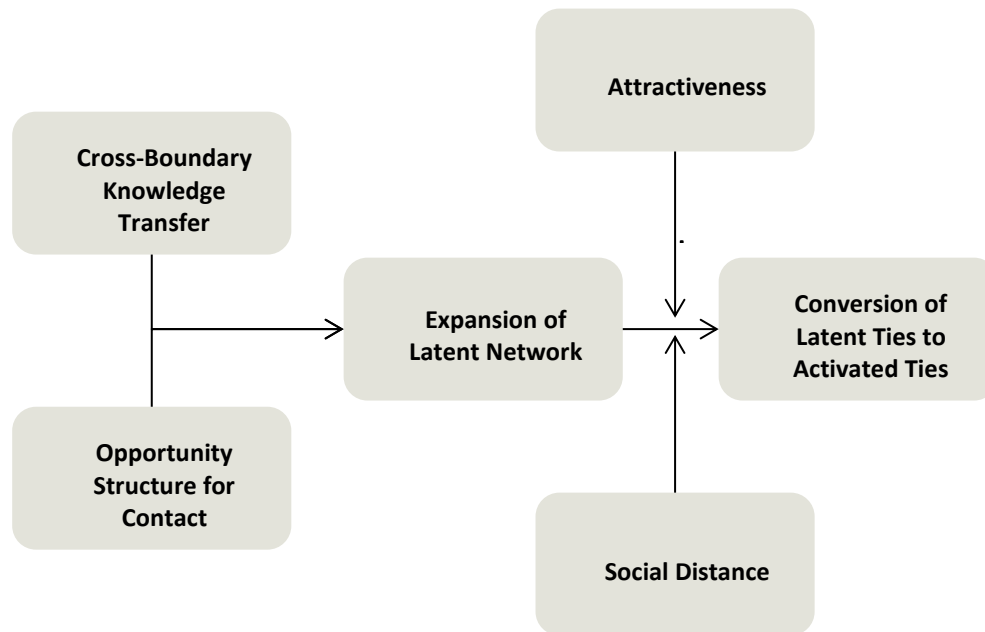 Attractiveness
Cross-Boundary
Knowledge
Transfer
Expansion of
Latent Network
Conversion of
Latent Ties to
Activated Ties
Opportunity
Structure for
Contact
Social Distance